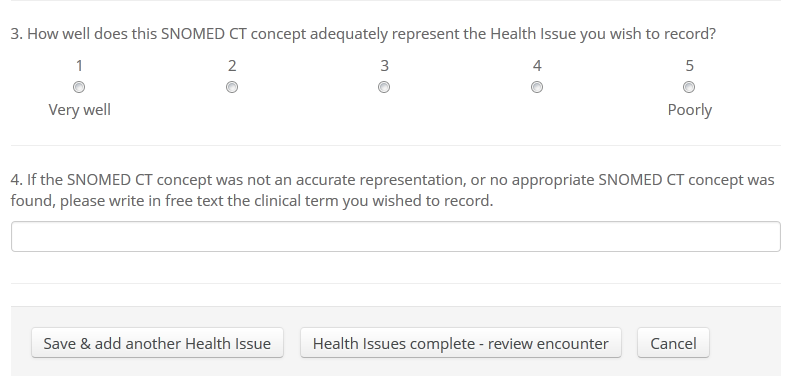 3. How well does this SNOMED CT concept adequately represent the Health Issue you wish to record?
1 2 3 4 5
Very well Poorly
4. If the SNOMED CT concept was not an accurate representation, or no appropriate SNOMED CT concept was
found, please write in free text the clinical term you wished to record.
Save & add another Health Issue Health Issues complete - review encounter Cancel